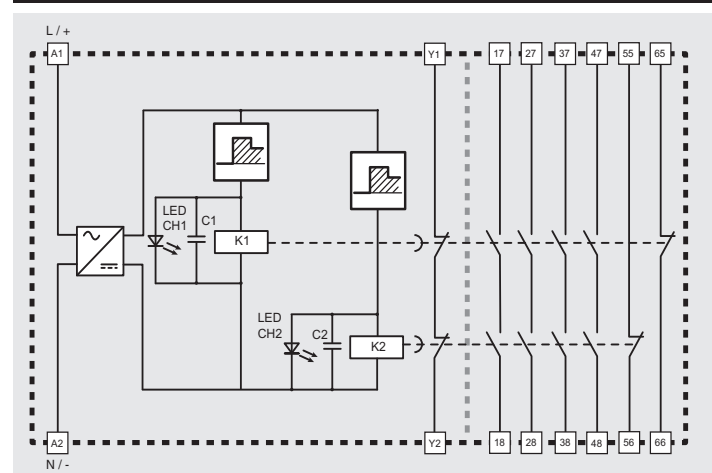 L / +
A1 Y1 17 27 37 47 55 65
LED
CH1
C1
K1
LED
CH2
C2
K2
A2 Y2 18 28 38 48 56 66
N / -